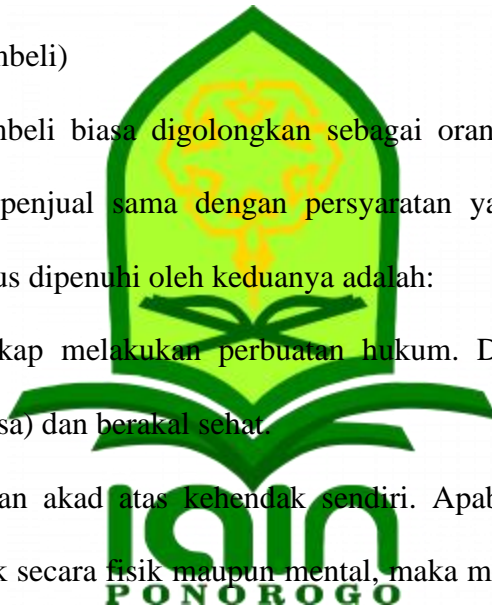 nbeli)
nbeli biasa digolongkan sebagai oran
penjual sama dengan persyaratan ya
us dipenuhi oleh keduanya adalah:
kap melakukan perbuatan hukum. D
sa) dan berakal sehat.
an akad atas kehendak sendiri. Apab
k secara fisik maupun mental, maka m
iain
PONOROGO